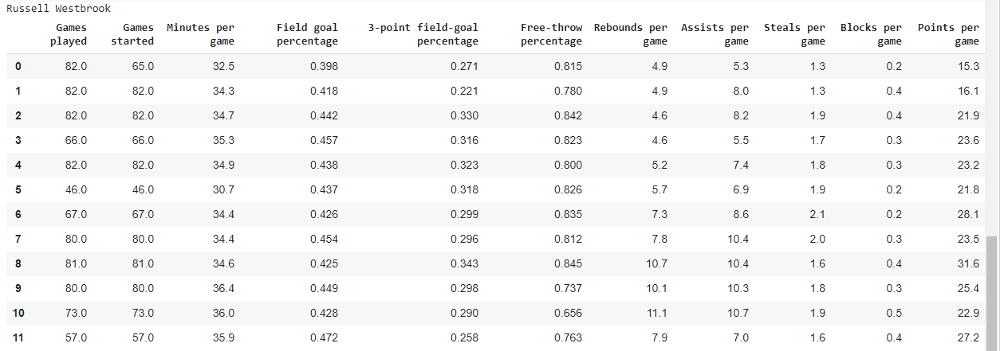 Russell Westbrook
Games Games Minutes per Field goal 3-point field-goal Free-throw Rebounds per Assists per Steals per Blocks per Points per
played started game percentage percentage percentage game game game game game
0 82.0 65.0 32.5 0.398 0.271 0.815 4.9 5.3 1.3 0.2 15.3
1 82.0 82.0 34.3 0.418 0.221 0.780 4.9 8.0 1.3 0.4 16.1
2 82.0 82.0 34.7 0.442 0.330 0.842 4.6 8.2 1.9 0.4 21.9
3 66.0 66.0 35.3 0.457 0.316 0.823 4.6 5.5 1.7 0.3 23.6
4 82.0 82.0 34.9 0.438 0.323 0.800 5.2 7.4 1.8 0.3 23.2
5 46.0 46.0 30.7 0.437 0.318 0.826 5.7 6.9 1.9 0.2 21.8
6 67.0 67.0 34.4 0.426 0.299 0.835 7.3 8.6 2.1 0.2 28.1
7 80.0 80.0 34.4 0.454 0.296 0.812 7.8 10.4 2.0 0.3 23.5
8 81.0 81.0 34.6 0.425 0.343 0.845 10.7 10.4 1.6 0.4 31.6
9 80.0 80.0 36.4 0.449 0.298 0.737 10.1 10.3 1.8 0.3 25.4
10 73.0 73.0 36.0 0.428 0.290 0.656 11.1 10.7 1.9 0.5 22.9
11 57.0 57.0 35.9 0.472 0.258 0.763 7.9 7.0 1.6 0.4 27.2